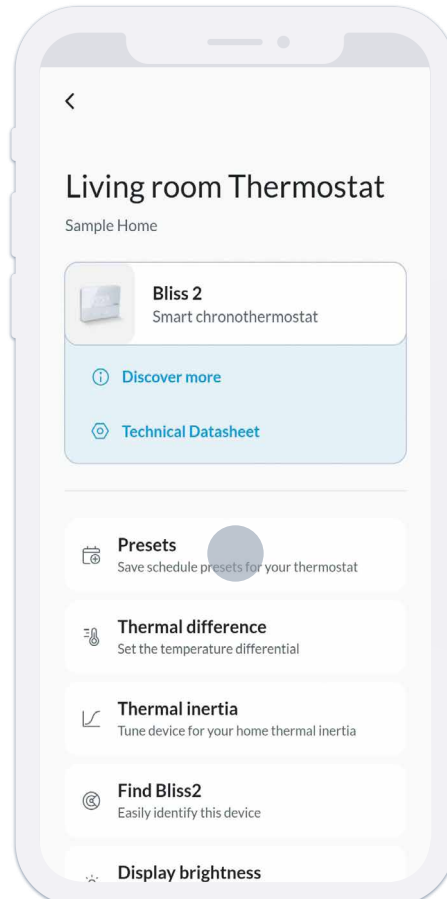 Living room Thermostat
Sample Home
Bliss 2
Smart chronothermostat
Discover more
Technical Datasheet
Presets
Save schedule presets for your thermostat
Thermal difference
Set the temperature differential
Thermal inertia
Tune device for your home thermal inertia
Find Bliss2
Easily identify this device
Display brightness